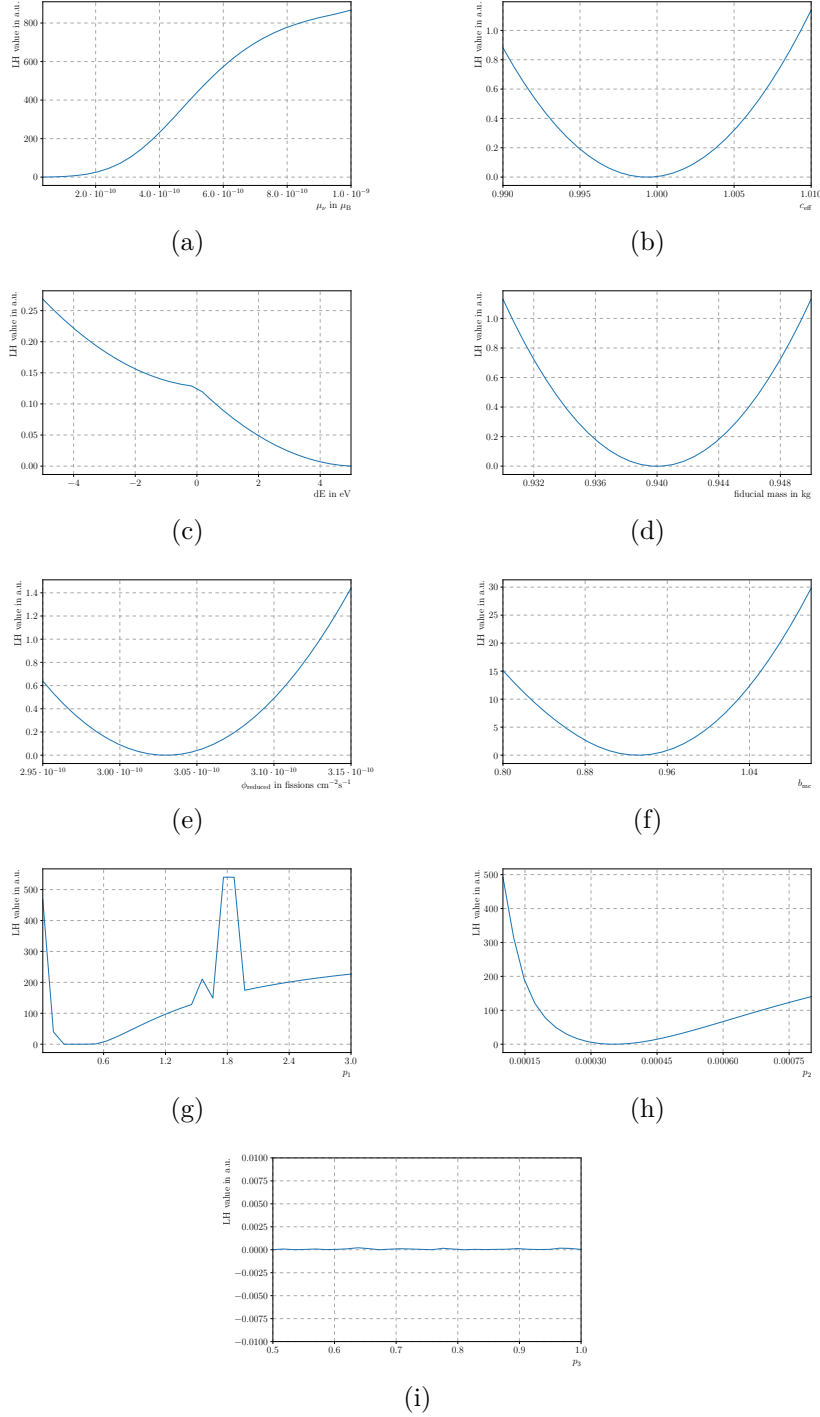 LH value in a.u.
800
600
400
200
0
2.0 · 10⁻¹⁰
4.0 · 10⁻¹⁰
6.0 · 10⁻¹⁰
8.0 · 10⁻¹⁰
1.0 · 10⁻⁹
μ_ν in μ_B
(a)
LH value in a.u.
1.0
0.8
0.6
0.4
0.2
0.0
0.990
0.995
1.000
1.005
1.010
c_eff
(b)
LH value in a.u.
0.25
0.20
0.15
0.10
0.05
0.00
−4
−2
0
2
4
dE in eV
(c)
LH value in a.u.
1.0
0.8
0.6
0.4
0.2
0.0
0.932
0.936
0.940
0.944
0.948
fiducial mass in kg
(d)
LH value in a.u.
1.4
1.2
1.0
0.8
0.6
0.4
0.2
0.0
2.95 · 10⁻¹⁰
3.00 · 10⁻¹⁰
3.05 · 10⁻¹⁰
3.10 · 10⁻¹⁰
3.15 · 10⁻¹⁰
ϕ_reduced in fissions cm⁻²s⁻¹
(e)
LH value in a.u.
30
25
20
15
10
5
0
0.80
0.88
0.96
1.04
b_mc
(f)
LH value in a.u.
500
400
300
200
100
0
0.6
1.2
1.8
2.4
3.0
p₁
(g)
LH value in a.u.
500
400
300
200
100
0
0.00015
0.00030
0.00045
0.00060
0.00075
p₂
(h)
LH value in a.u.
0.0100
0.0075
0.0050
0.0025
0.0000
−0.0025
−0.0050
−0.0075
−0.0100
0.5
0.6
0.7
0.8
0.9
1.0
p₃
(i)